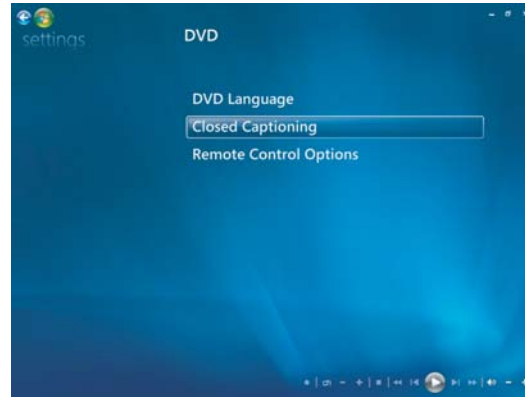 settings
DVD
DVD Language
Closed Captioning
Remote Control Options